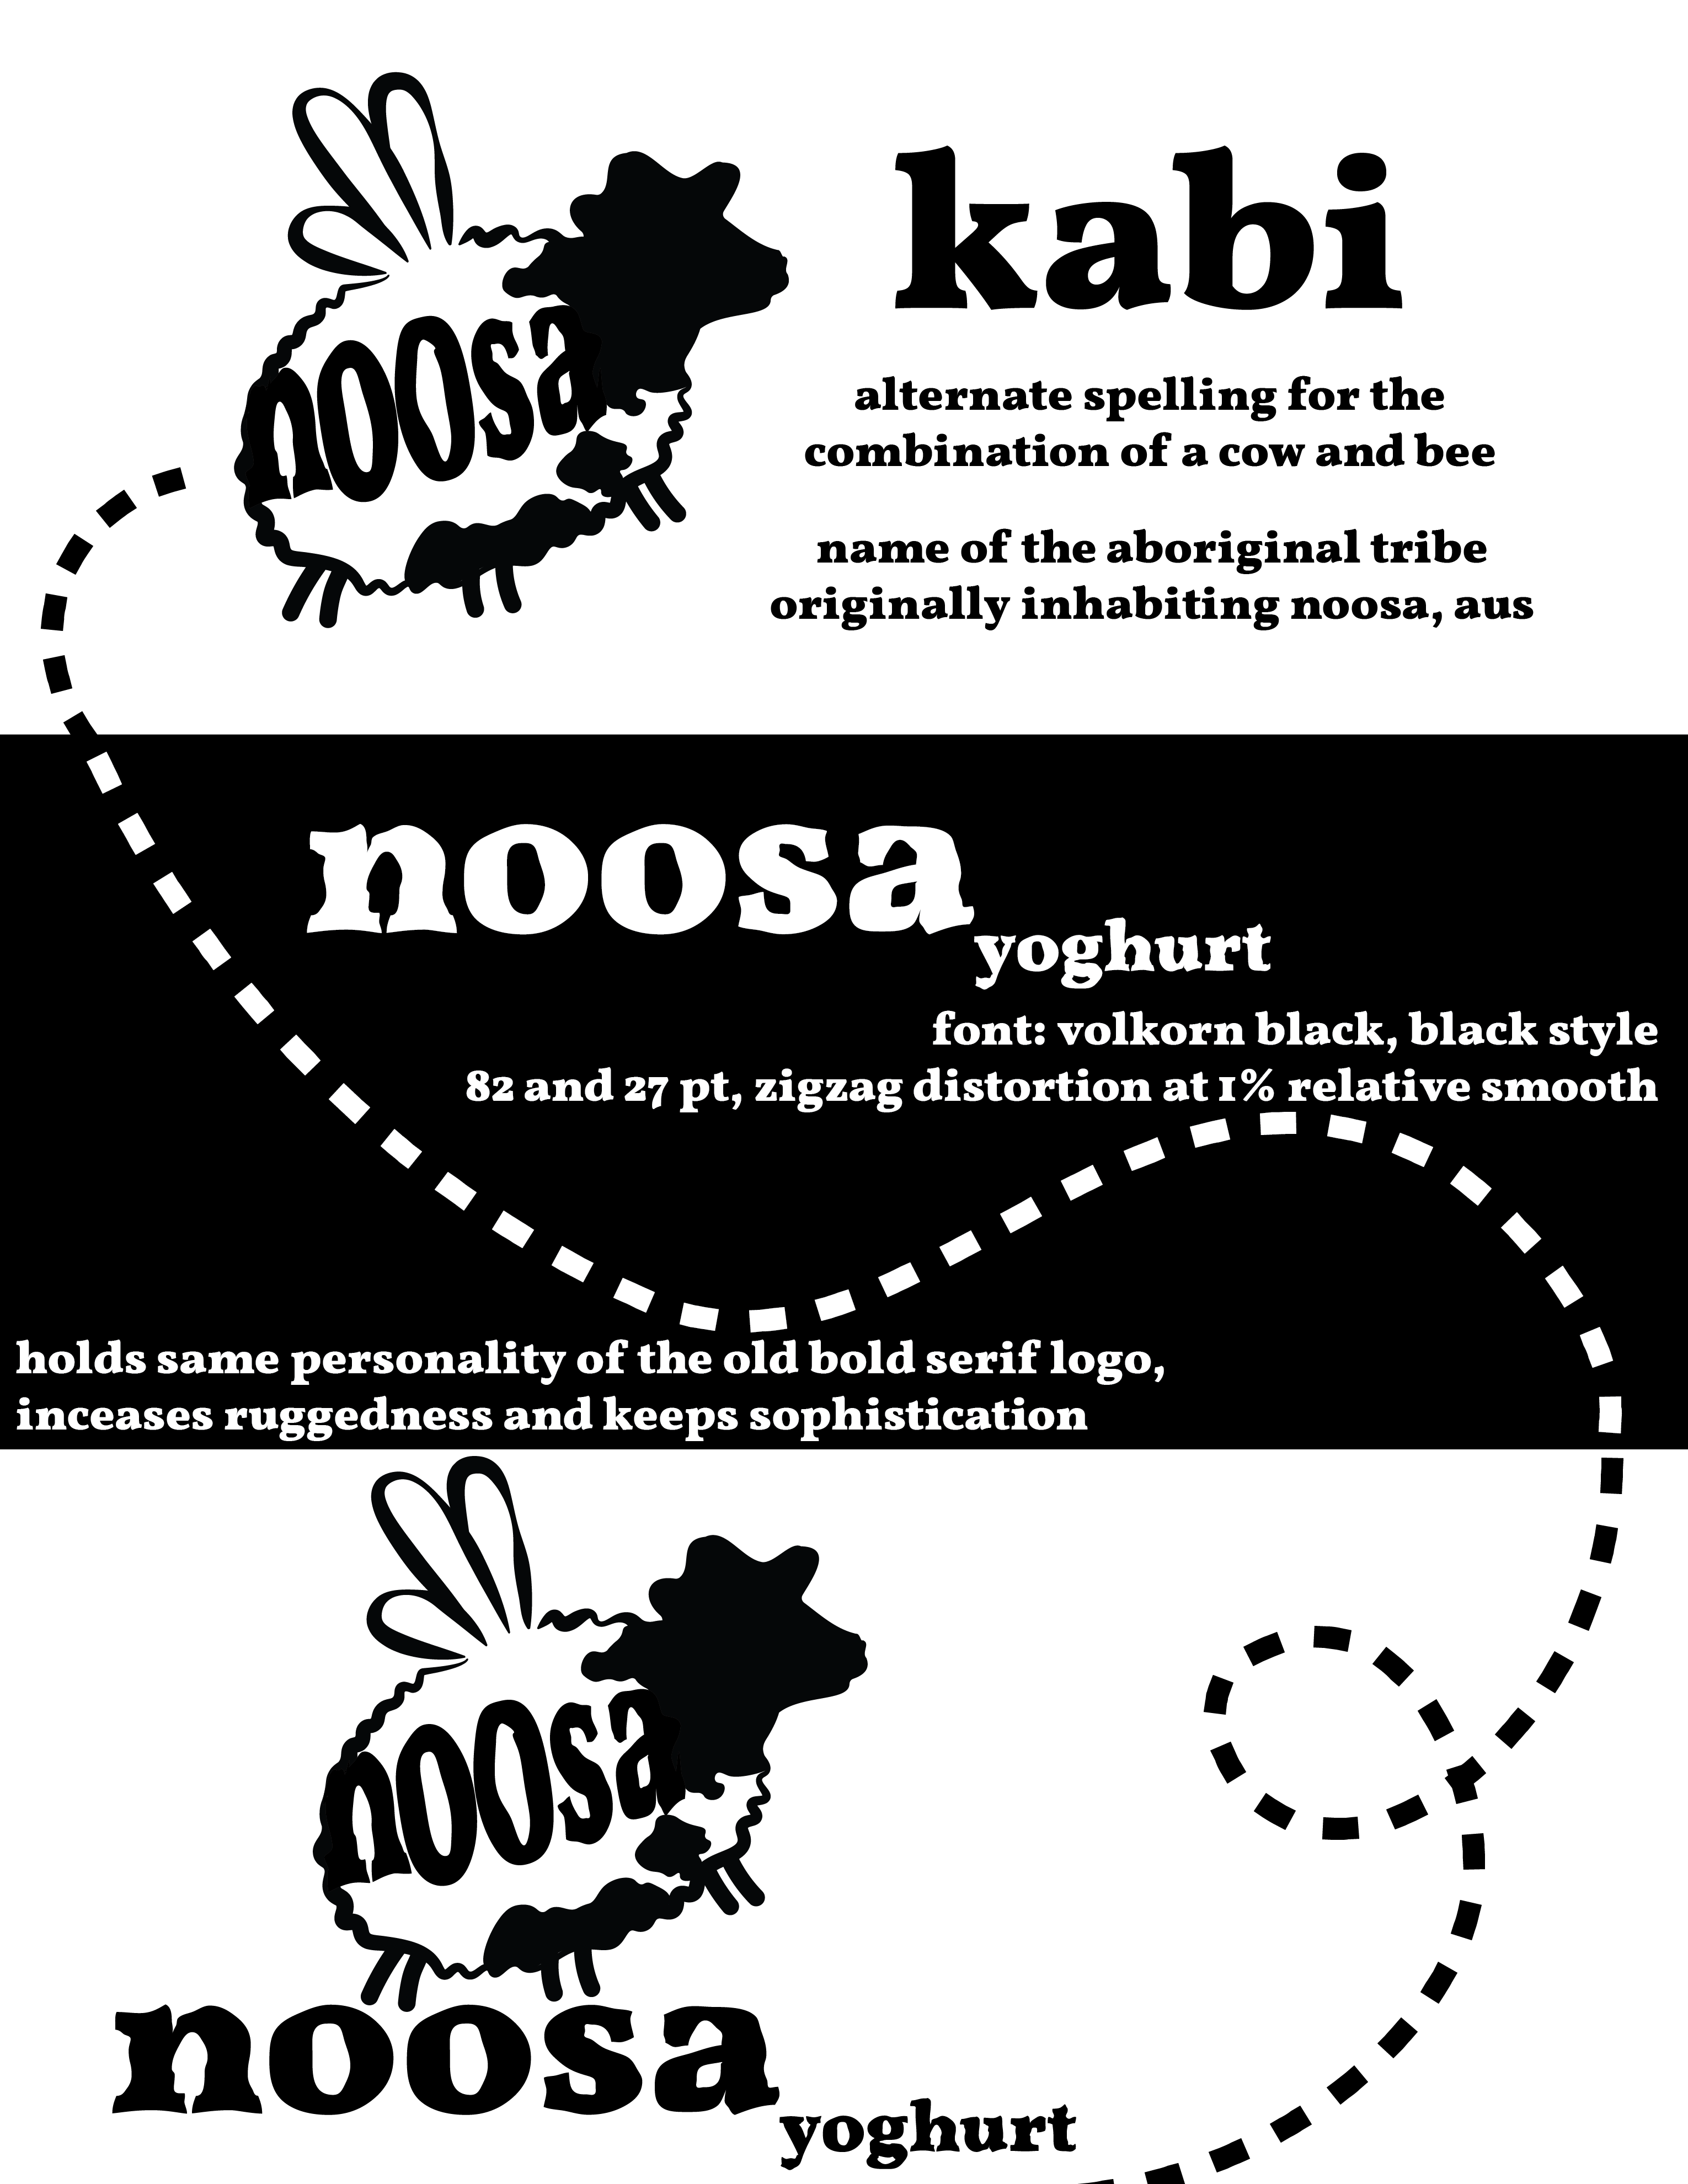 noosa
kabi
alternate spelling for the
combination of a cow and bee
name of the aboriginal tribe
originally inhabiting noosa, aus
noosa
yoghurt
font: volkorn black, black style
82 and 27 pt, zigzag distortion at 1% relative smooth
holds same personality of the old bold serif logo,
inceases ruggedness and keeps sophistication
noosa
noosa
yoghurt